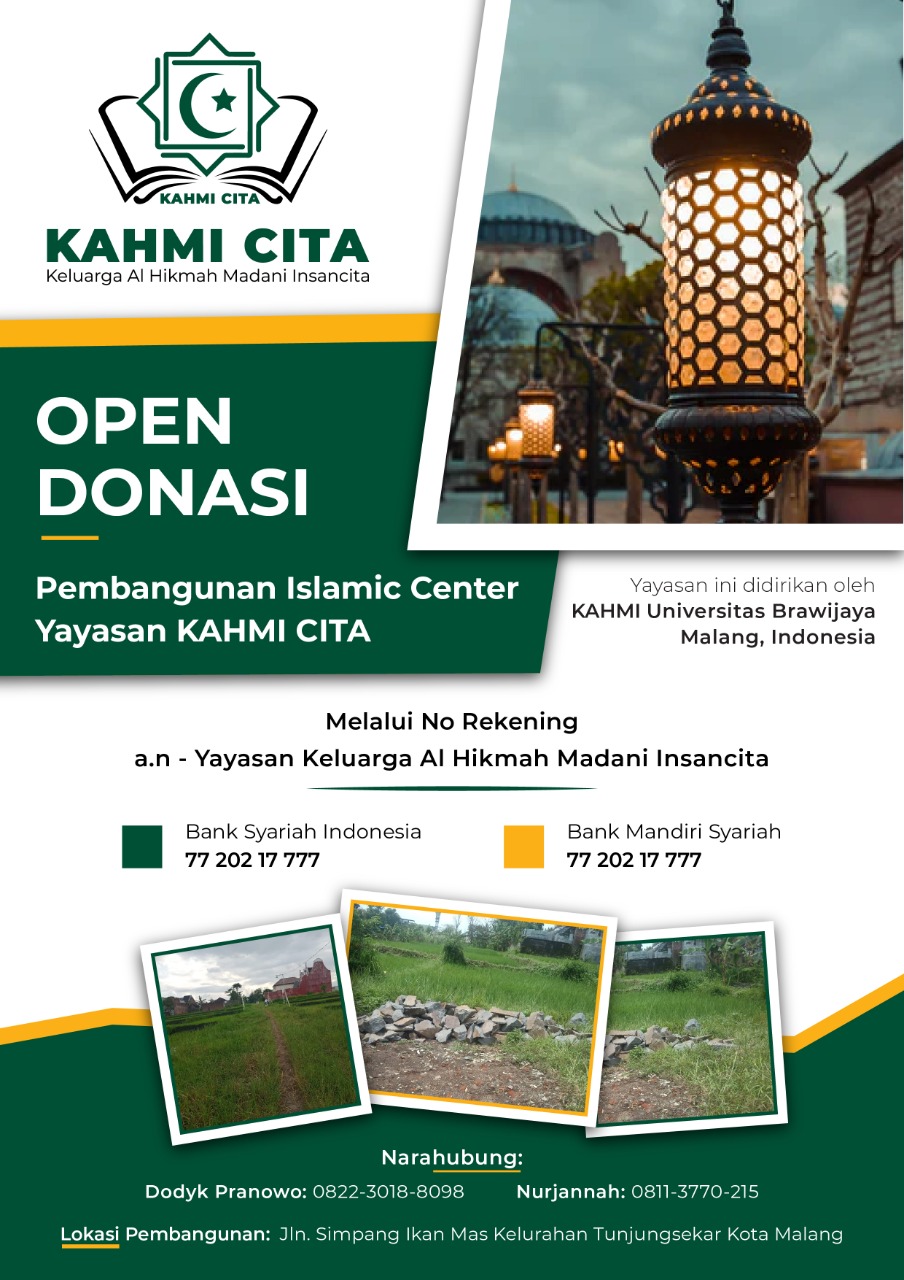 KAHMI CITA
KAHMI CITA
Keluarga Al Hikmah Madani Insancita
OPEN
DONASI
Pembangunan Islamic Center
Yayasan KAHMI CITA
Yayasan ini didirikan oleh
KAHMI Universitas Brawijaya
Malang, Indonesia
Melalui No Rekening
a.n - Yayasan Keluarga Al Hikmah Madani Insancita
Bank Syariah Indonesia
77 202 17 777
Bank Mandiri Syariah
77 202 17 777
Narahubung:
Dodyk Pranowo: 0822-3018-8098 Nurjannah: 0811-3770-215
Lokasi Pembangunan: Jln. Simpang Ikan Mas Kelurahan Tunjungsekar Kota Malang